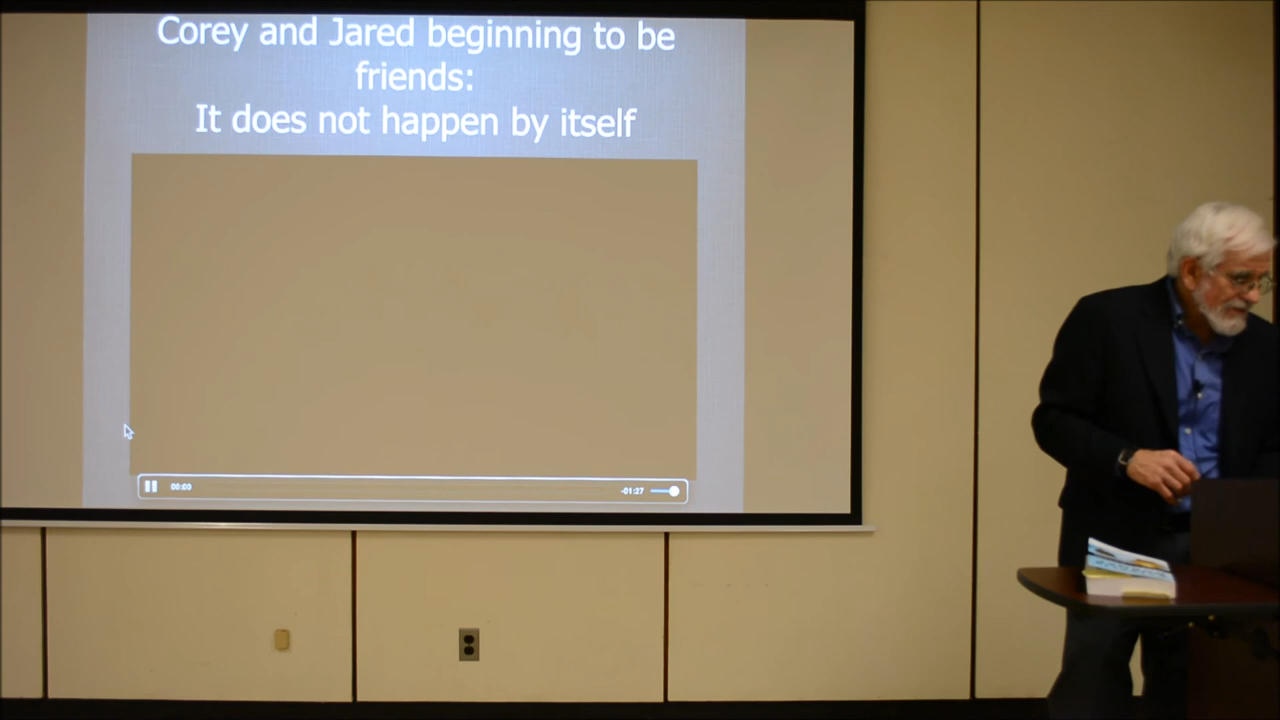 Corey and Jared beginning to be
friends:
It does not happen by itself
00:00
-01:27